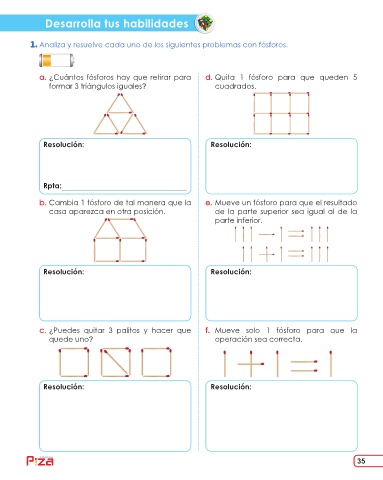 Desarrolla tus habilidades
1. Analiza y resuelve cada uno de los siguientes problemas con fósforos.
a. ¿Cuántos fósforos hay que retirar para
formar 3 triángulos iguales?
Resolución:
Rpta:
b. Cambia 1 fósforo de tal manera que la
casa aparezca en otra posición.
Resolución:
c. ¿Puedes quitar 3 palitos y hacer que
quede uno?
Resolución:
d. Quita 1 fósforo para que queden 5
cuadrados.
Resolución:
e. Mueve un fósforo para que el resultado
de la parte superior sea igual al de la
parte inferior.
Resolución:
f. Mueve solo 1 fósforo para que la
operación sea correcta.
Resolución:
35